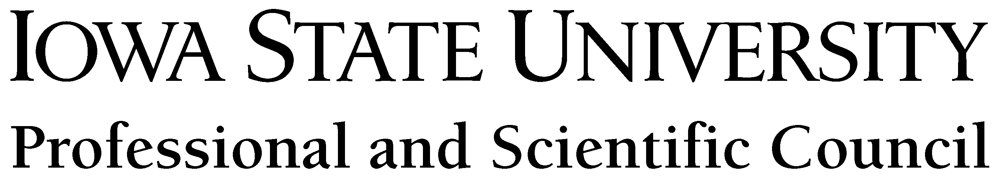 IOWA STATE UNIVERSITY
Professional and Scientific Council